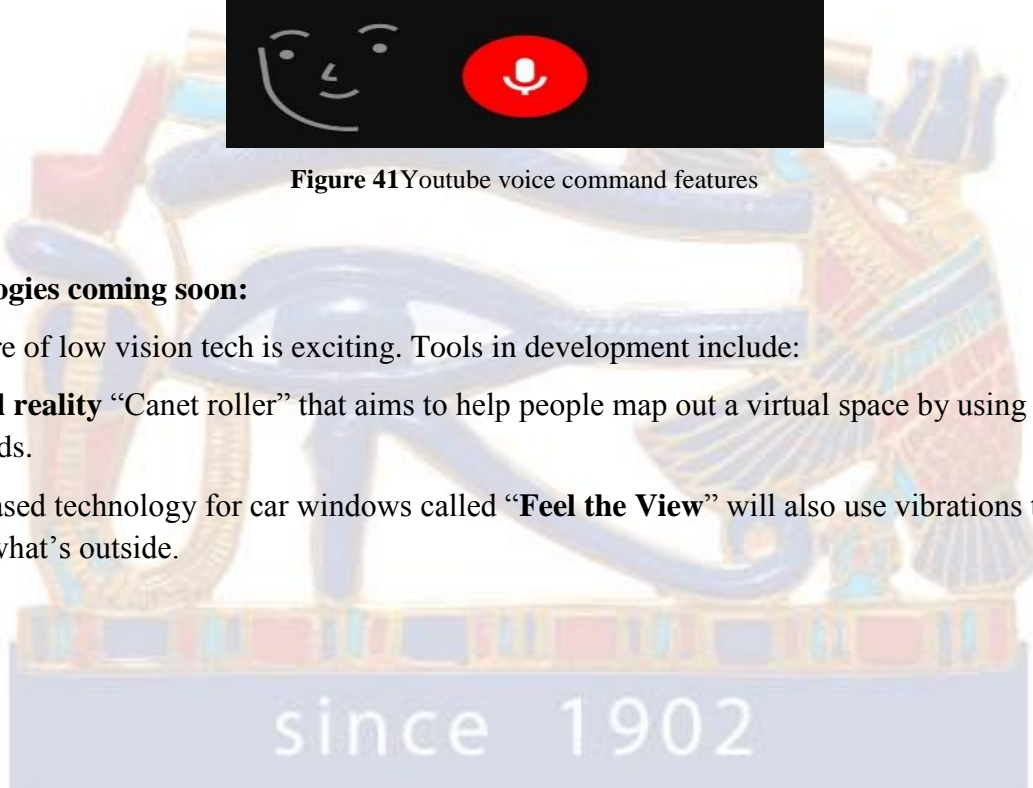 Figure 41Youtube voice command features
ogies coming soon:
re of low vision tech is exciting. Tools in development include:
l reality “Canet roller” that aims to help people map out a virtual space by using
ds.
ased technology for car windows called “Feel the View” will also use vibrations t
what’s outside.
since 1902